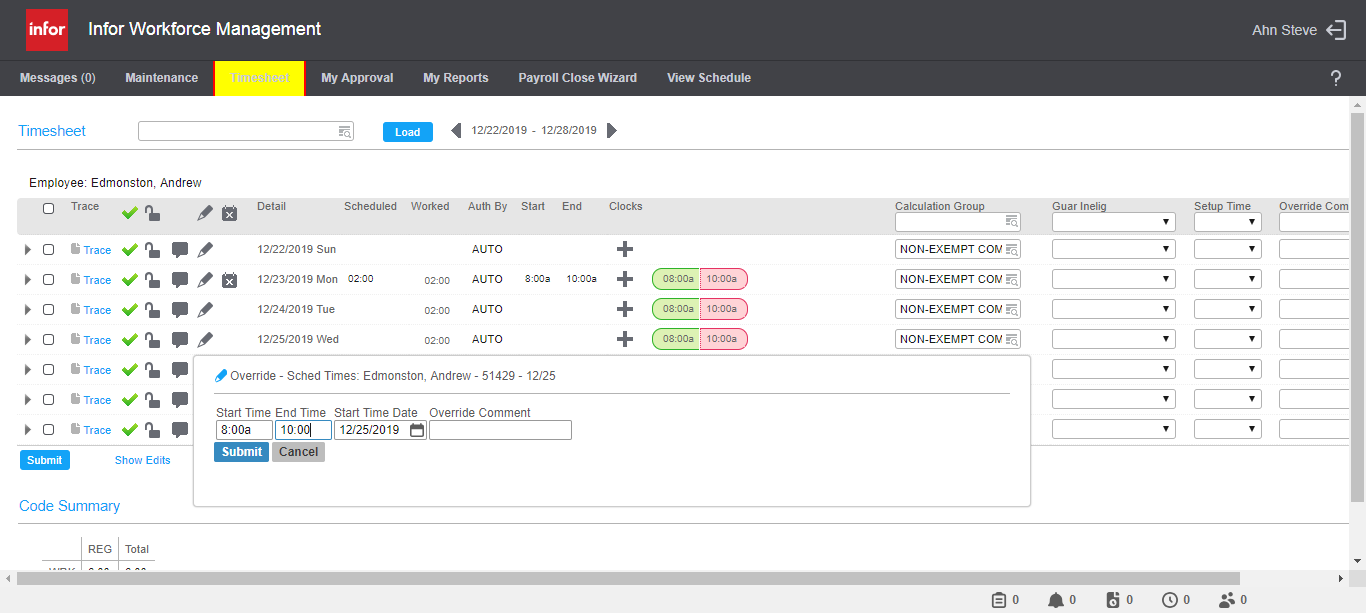 infor Infor Workforce Management Ahn Steve
Messages (0) Maintenance Timesheet My Approval My Reports Payroll Close Wizard View Schedule ?
Timesheet Load 12/22/2019 - 12/28/2019
Employee: Edmonston, Andrew
Trace Detail Scheduled Worked Auth By Start End Clocks Calculation Group Guar Inelig Setup Time Override Com
Trace 12/22/2019 Sun AUTO NON-EXEMPT COM
Trace 12/23/2019 Mon 02:00 02:00 AUTO 8:00a 10:00a 08:00a 10:00a NON-EXEMPT COM
Trace 12/24/2019 Tue 02:00 AUTO 08:00a 10:00a NON-EXEMPT COM
Trace 12/25/2019 Wed 02:00 AUTO 08:00a 10:00a NON-EXEMPT COM
Trace
Trace
Trace
Override - Sched Times: Edmonston, Andrew - 51429 - 12/25
Start Time End Time Start Time Date Override Comment
8:00a 10:00 12/25/2019
Submit Cancel
Submit Show Edits
Code Summary
REG Total
0 0 0 0 0